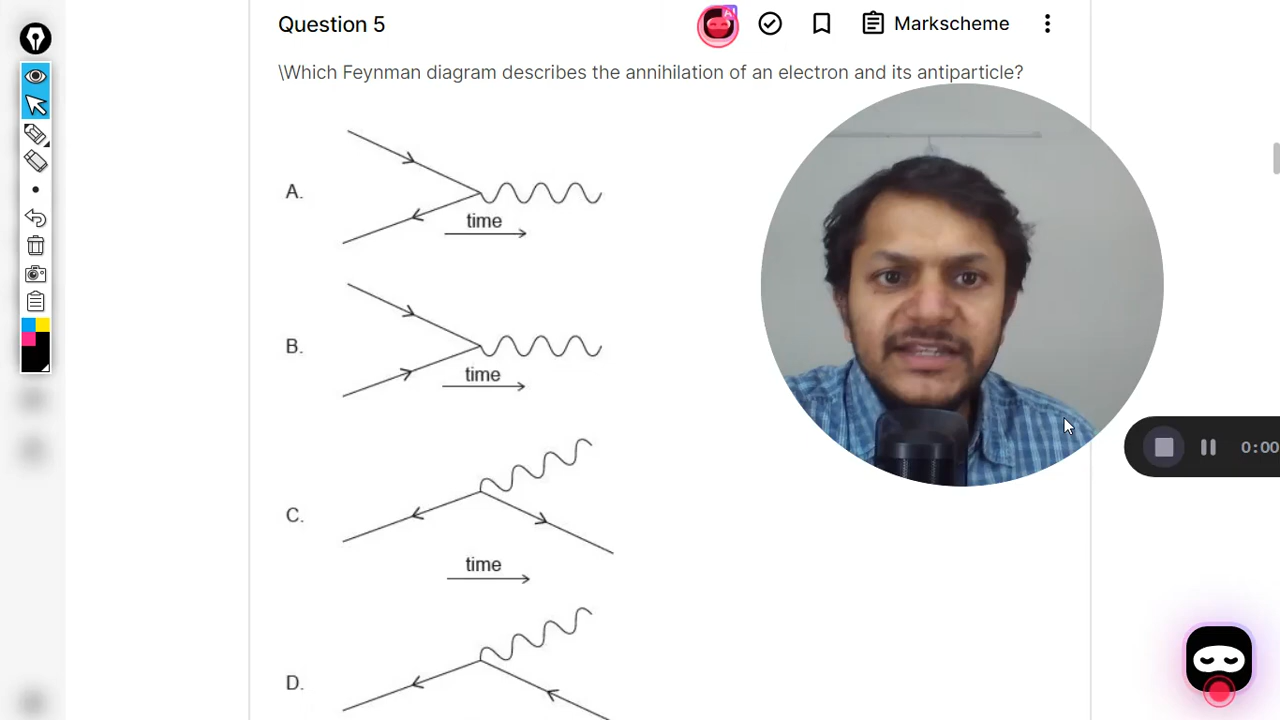 Question 5
Markscheme
\Which Feynman diagram describes the annihilation of an electron and its antiparticle?
A.
time
B.
time
C.
time
D.
0:00